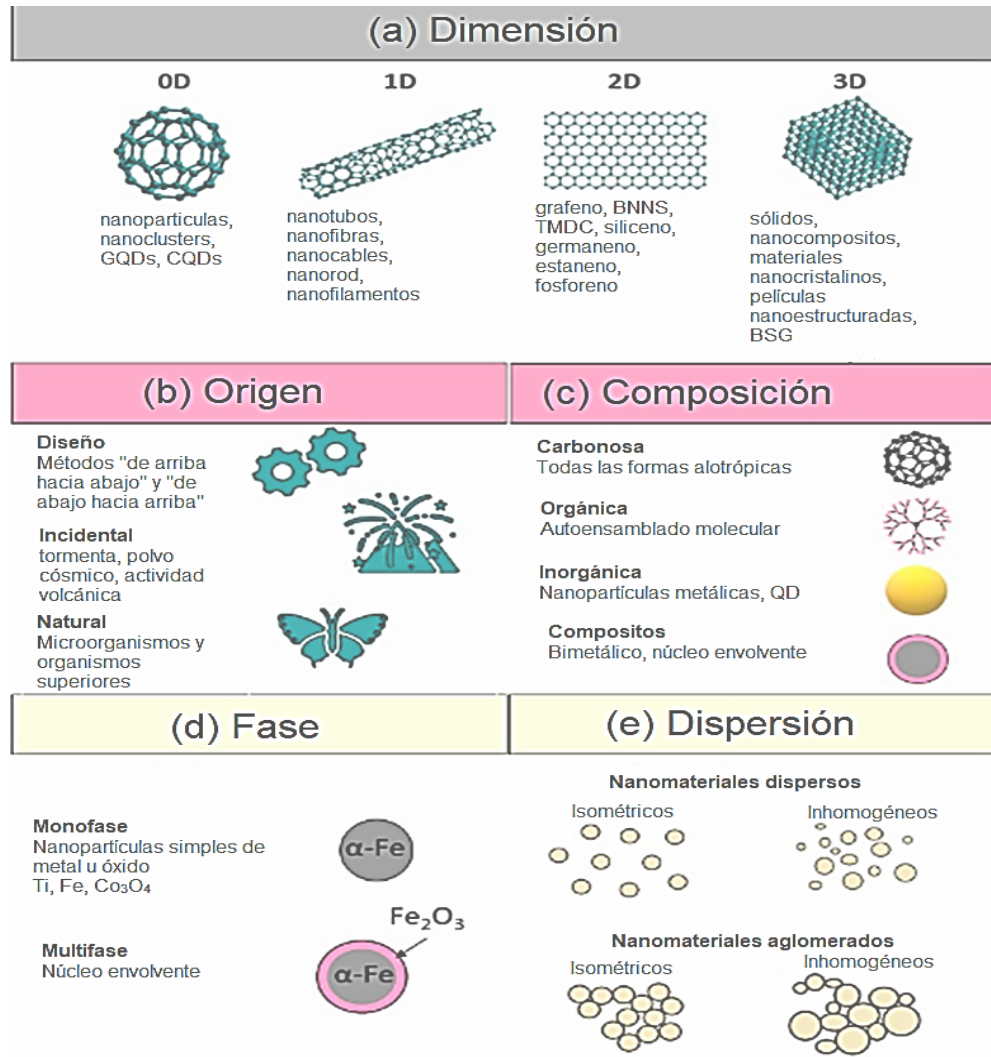 (a) Dimensión
0D
nanoparticulas,
nanoclusters,
GQDs, CQDs
1D
nanotubos,
nanofibras,
nanocables,
nanorod,
nanofilamentos
2D
grafeno, BNNS,
TMDC, siliceno,
germaneno,
estaneno,
fosforeno
3D
sólidos,
nanocompositos,
materiales
nanocristalinos,
películas
nanoestructuradas,
BSG
(b) Origen
Diseño
Métodos "de arriba
hacia abajo" y "de
abajo hacia arriba"
Incidental
tormenta, polvo
cósmico, actividad
volcánica
Natural
Microorganismos y
organismos
superiores
(c) Composición
Carbonosa
Todas las formas alotrópicas
Orgánica
Autoensamblado molecular
Inorgánica
Nanopartículas metálicas, QD
Compositos
Bimetálico, núcleo envolvente
(d) Fase
Monofase
Nanopartículas simples de
metal u óxido
Ti, Fe, Co₃O₄
α-Fe
Fe₂O₃
Multifase
Núcleo envolvente
α-Fe
(e) Dispersión
Nanomateriales dispersos
Isométricos
Inhomogéneos
Nanomateriales aglomerados
Isométricos
Inhomogéneos